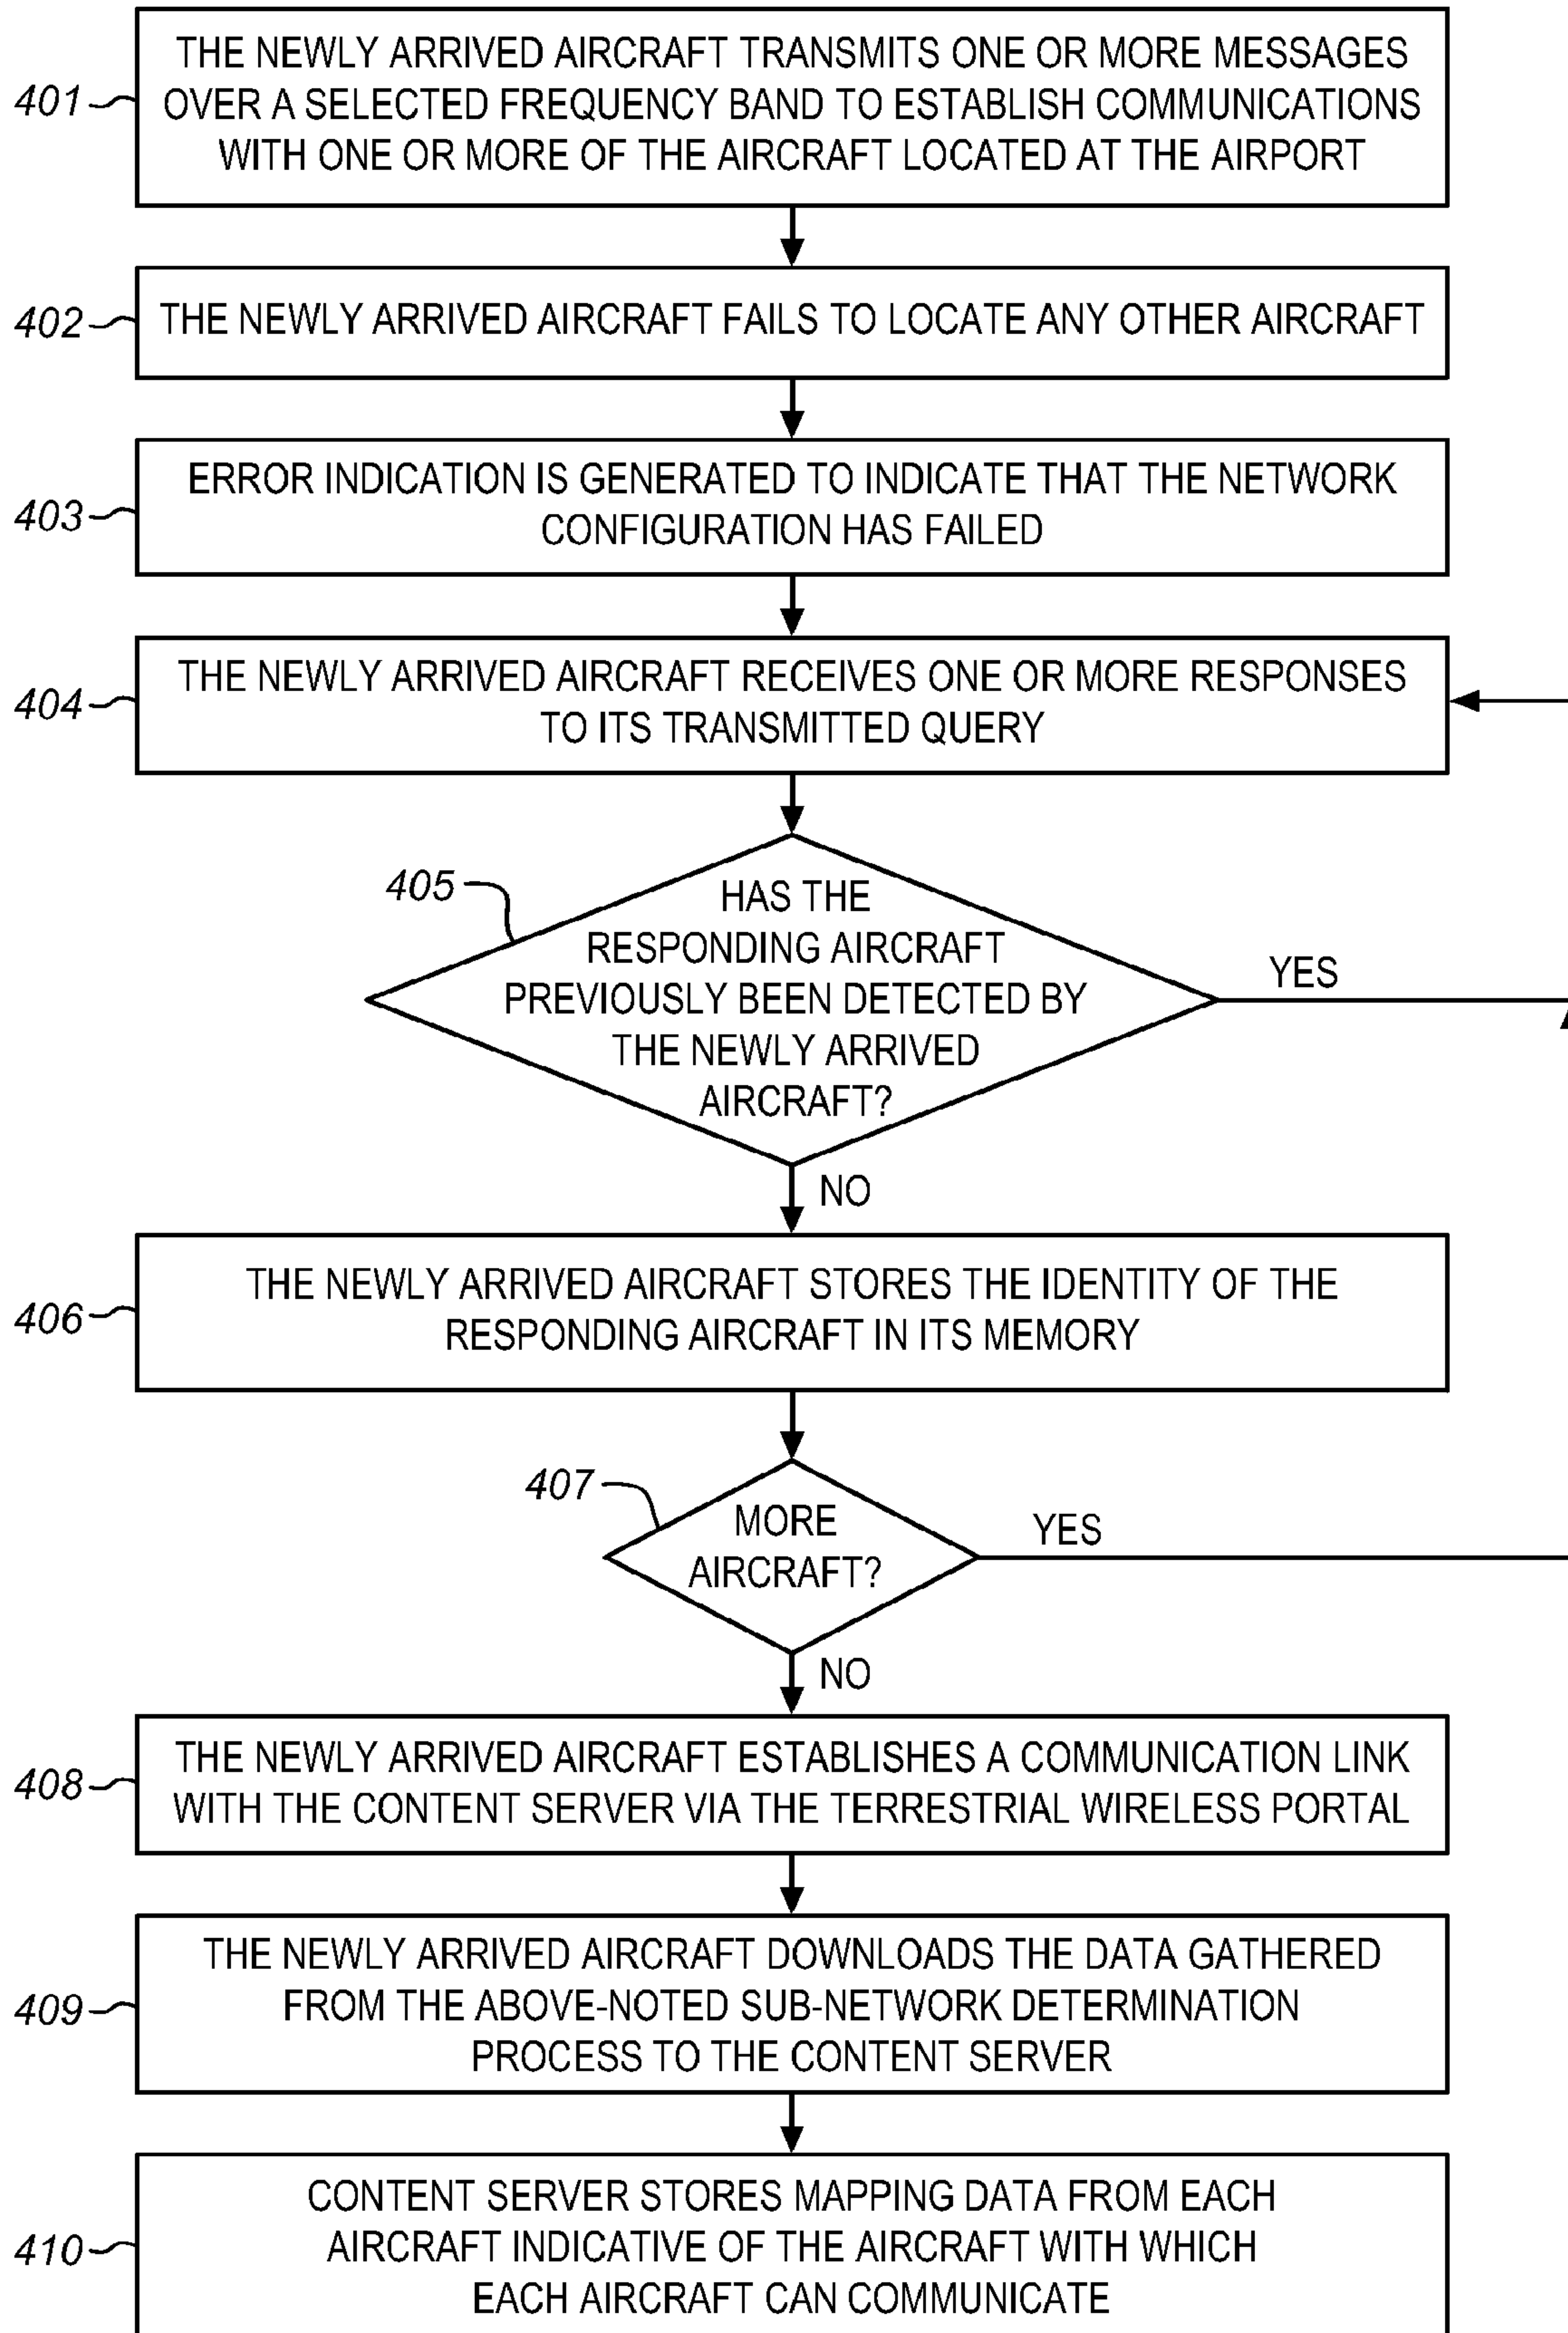 THE NEWLY ARRIVED AIRCRAFT TRANSMITS ONE OR MORE MESSAGES
401
OVER A SELECTED FREQUENCY BAND TO ESTABLISH COMMUNICATIONS
WITH ONE OR MORE OF THE AIRCRAFT LOCATED AT THE AIRPORT
402
THE NEWLY ARRIVED AIRCRAFT FAILS TO LOCATE ANY OTHER AIRCRAFT
ERROR INDICATION IS GENERATED TO INDICATE THAT THE NETWORK
403
CONFIGURATION HAS FAILED
THE NEWLY ARRIVED AIRCRAFT RECEIVES ONE OR MORE RESPONSES
404
TO ITS TRANSMITTED QUERY
405
HAS THE
RESPONDING AIRCRAFT
PREVIOUSLY BEEN DETECTED BY
THE NEWLY ARRIVED
AIRCRAFT?
YES
NO
THE NEWLY ARRIVED AIRCRAFT STORES THE IDENTITY OF THE
406
RESPONDING AIRCRAFT IN ITS MEMORY
407
MORE
AIRCRAFT?
YES
NO
THE NEWLY ARRIVED AIRCRAFT ESTABLISHES A COMMUNICATION LINK
408
WITH THE CONTENT SERVER VIA THE TERRESTRIAL WIRELESS PORTAL
THE NEWLY ARRIVED AIRCRAFT DOWNLOADS THE DATA GATHERED
409
FROM THE ABOVE-NOTED SUB-NETWORK DETERMINATION
PROCESS TO THE CONTENT SERVER
CONTENT SERVER STORES MAPPING DATA FROM EACH
410
AIRCRAFT INDICATIVE OF THE AIRCRAFT WITH WHICH
EACH AIRCRAFT CAN COMMUNICATE